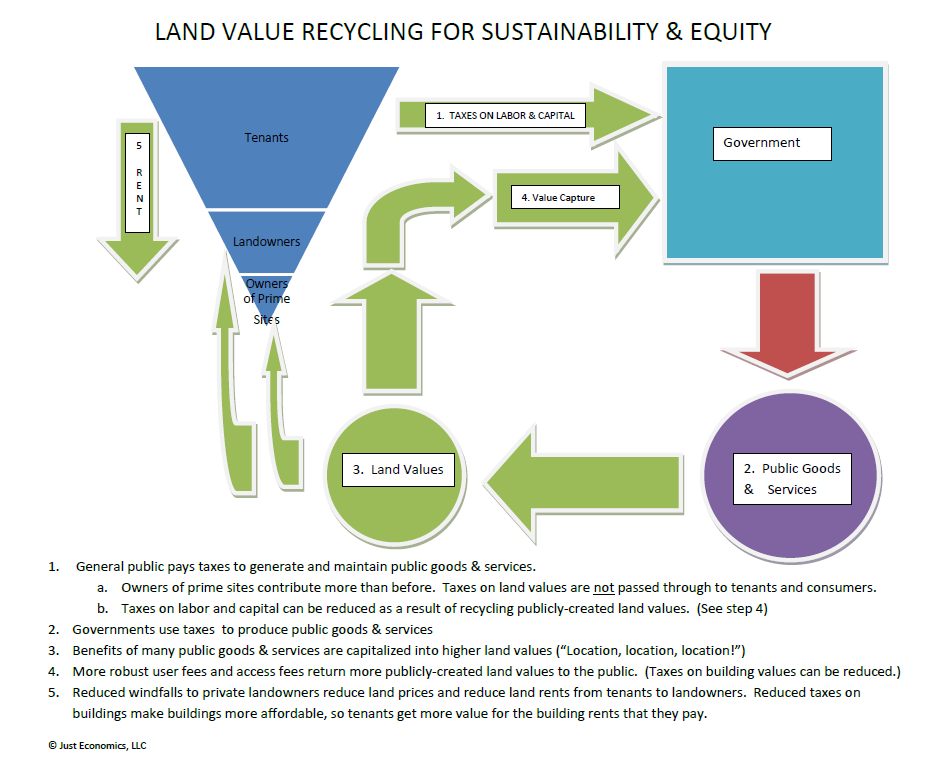 LAND VALUE RECYCLING FOR SUSTAINABILITY & EQUITY
Tenants
1. TAXES ON LABOR & CAPITAL
Government
5
R
E
N
T
4. Value Capture
Landowners
Owners
of Prime
Sites
3. Land Values
2. Public Goods
& Services
1. General public pays taxes to generate and maintain public goods & services.
a. Owners of prime sites contribute more than before. Taxes on land values are not passed through to tenants and consumers.
b. Taxes on labor and capital can be reduced as a result of recycling publicly-created land values. (See step 4)
2. Governments use taxes to produce public goods & services
3. Benefits of many public goods & services are capitalized into higher land values (“Location, location, location!”)
4. More robust user fees and access fees return more publicly-created land values to the public. (Taxes on building values can be reduced.)
5. Reduced windfalls to private landowners reduce land prices and reduce land rents from tenants to landowners. Reduced taxes on
buildings make buildings more affordable, so tenants get more value for the building rents that they pay.
© Just Economics, LLC